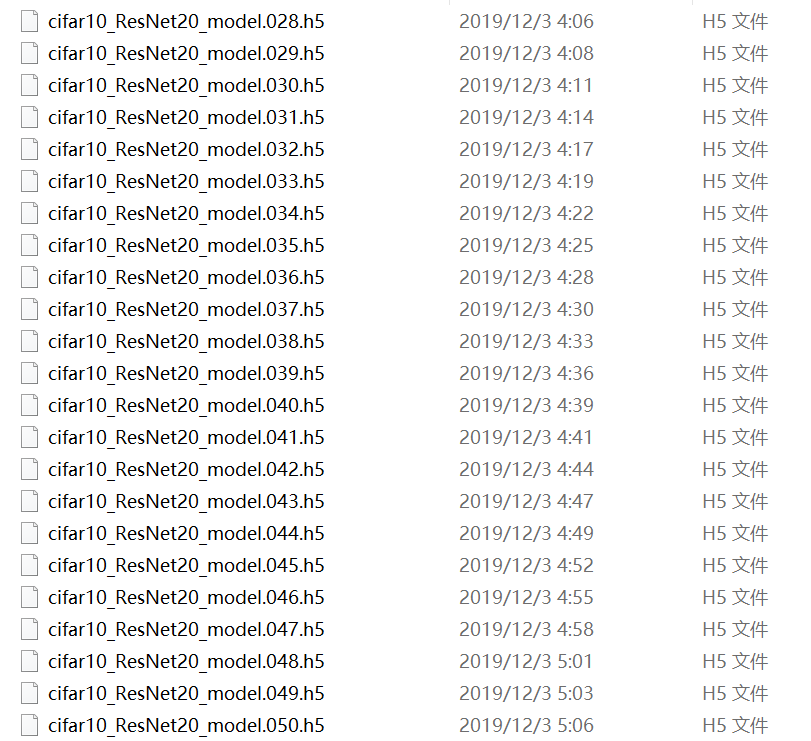 cifar10_ResNet20_model.028.h5 2019/12/3 4:06 H5 文件
cifar10_ResNet20_model.029.h5 2019/12/3 4:08 H5 文件
cifar10_ResNet20_model.030.h5 2019/12/3 4:11 H5 文件
cifar10_ResNet20_model.031.h5 2019/12/3 4:14 H5 文件
cifar10_ResNet20_model.032.h5 2019/12/3 4:17 H5 文件
cifar10_ResNet20_model.033.h5 2019/12/3 4:19 H5 文件
cifar10_ResNet20_model.034.h5 2019/12/3 4:22 H5 文件
cifar10_ResNet20_model.035.h5 2019/12/3 4:25 H5 文件
cifar10_ResNet20_model.036.h5 2019/12/3 4:28 H5 文件
cifar10_ResNet20_model.037.h5 2019/12/3 4:30 H5 文件
cifar10_ResNet20_model.038.h5 2019/12/3 4:33 H5 文件
cifar10_ResNet20_model.039.h5 2019/12/3 4:36 H5 文件
cifar10_ResNet20_model.040.h5 2019/12/3 4:39 H5 文件
cifar10_ResNet20_model.041.h5 2019/12/3 4:41 H5 文件
cifar10_ResNet20_model.042.h5 2019/12/3 4:44 H5 文件
cifar10_ResNet20_model.043.h5 2019/12/3 4:47 H5 文件
cifar10_ResNet20_model.044.h5 2019/12/3 4:49 H5 文件
cifar10_ResNet20_model.045.h5 2019/12/3 4:52 H5 文件
cifar10_ResNet20_model.046.h5 2019/12/3 4:55 H5 文件
cifar10_ResNet20_model.047.h5 2019/12/3 4:58 H5 文件
cifar10_ResNet20_model.048.h5 2019/12/3 5:01 H5 文件
cifar10_ResNet20_model.049.h5 2019/12/3 5:03 H5 文件
cifar10_ResNet20_model.050.h5 2019/12/3 5:06 H5 文件